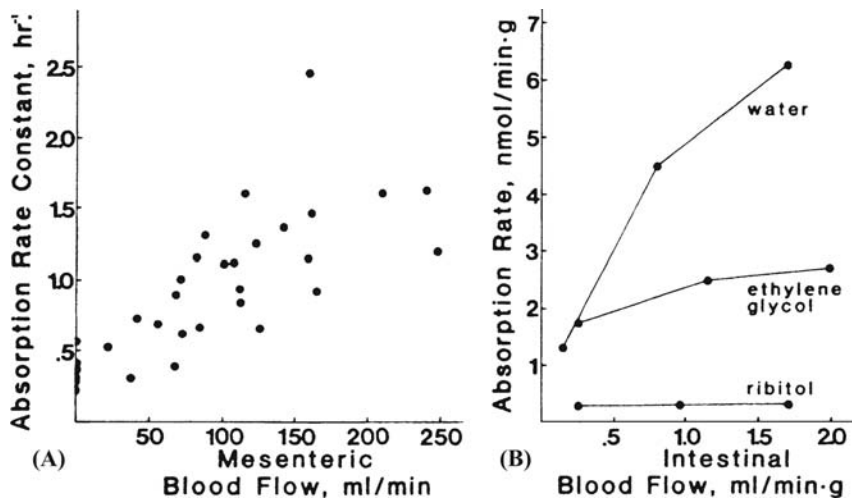 Absorption Rate Constant, hr⁻¹
2.5
2.0
1.5
1.0
.5
50 100 150 200 250
(A) Mesenteric
Blood Flow, ml/min
Absorption Rate, nmol/min·g
7
6
5
4
3
2
1
water
ethylene
glycol
ribitol
.5 1.0 1.5 2.0
(B) Intestinal
Blood Flow, ml/min·g